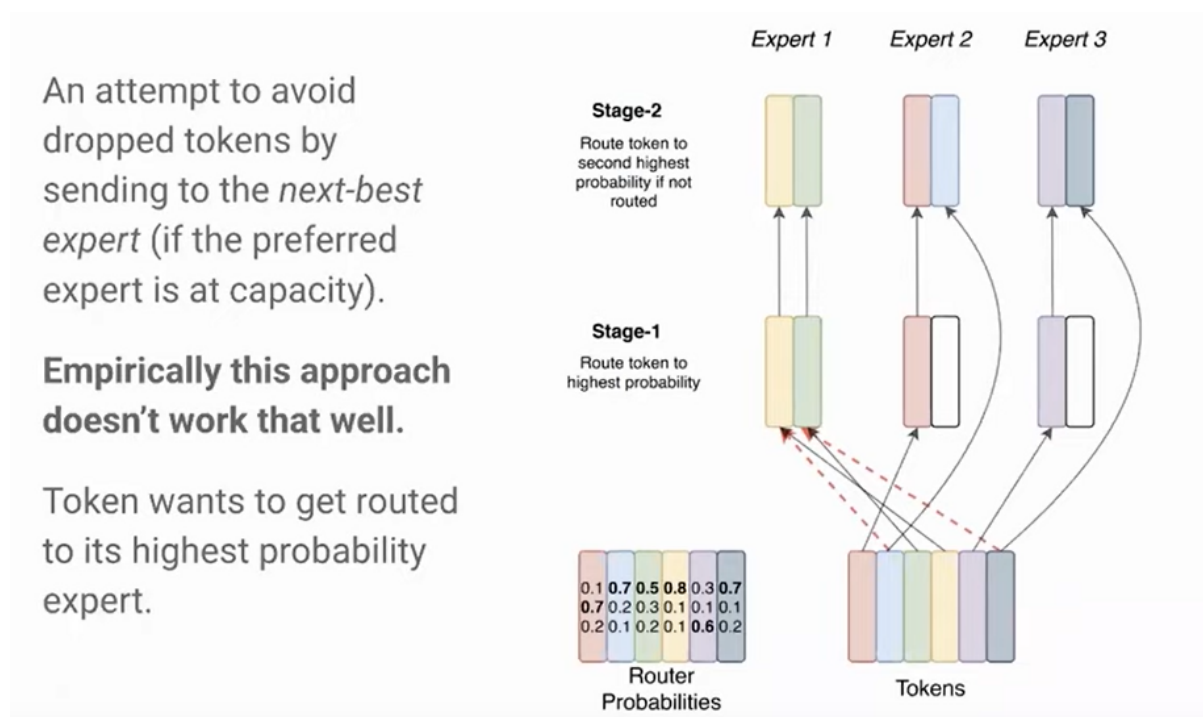 An attempt to avoid
dropped tokens by
sending to the next-best
expert (if the preferred
expert is at capacity).
Empirically this approach
doesn't work that well.
Token wants to get routed
to its highest probability
expert.
Expert 1 Expert 2 Expert 3
Stage-2
Route token to
second highest
probability if not
routed
Stage-1
Route token to
highest probability
0.1 0.7 0.5 0.8 0.3 0.7
0.7 0.2 0.3 0.1 0.1 0.1
0.2 0.1 0.2 0.1 0.6 0.2
Router
Probabilities
Tokens